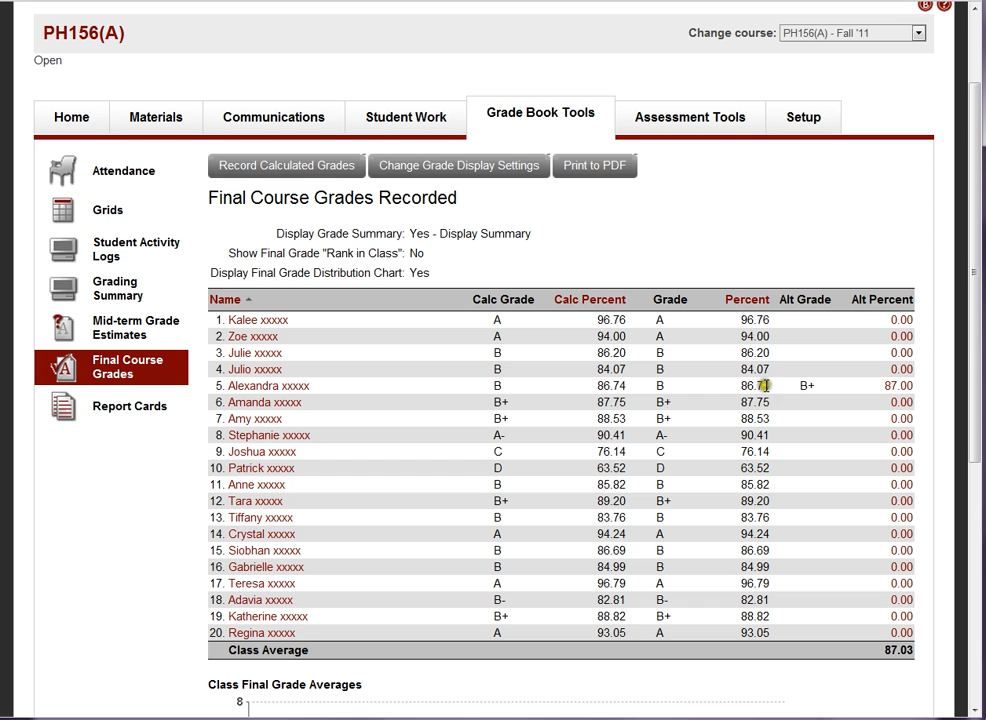 PH156(A)
Change course: PH156(A) - Fall '11
Open
Home Materials Communications Student Work Grade Book Tools Assessment Tools Setup
Attendance
Grids
Student Activity
Logs
Grading
Summary
Mid-term Grade
Estimates
Final Course
Grades
Report Cards
Record Calculated Grades Change Grade Display Settings Print to PDF
Final Course Grades Recorded
Display Grade Summary: Yes - Display Summary
Show Final Grade "Rank in Class": No
Display Final Grade Distribution Chart: Yes
Name Calc Grade Calc Percent Grade Percent Alt Grade Alt Percent
1. Kalee xxxxx A 96.76 A 96.76 0.00
2. Zoe xxxxx A 94.00 A 94.00 0.00
3. Julie xxxxx B 86.20 B 86.20 0.00
4. Julio xxxxx B 84.07 B 84.07 0.00
5. Alexandra xxxxx B 86.74 B B+ 87.00
6. Amanda xxxxx B+ 87.75 B+ 87.75 0.00
7. Amy xxxxx B+ 88.53 B+ 88.53 0.00
8. Stephanie xxxxx A- 90.41 A- 90.41 0.00
9. Joshua xxxxx C 76.14 C 76.14 0.00
10. Patrick xxxxx D 63.52 D 63.52 0.00
11. Anne xxxxx B 85.82 B 85.82 0.00
12. Tara xxxxx B+ 89.20 B+ 89.20 0.00
13. Tiffany xxxxx B 83.76 B 83.76 0.00
14. Crystal xxxxx A 94.24 A 94.24 0.00
15. Siobhan xxxxx B 86.69 B 86.69 0.00
16. Gabrielle xxxxx B 84.99 B 84.99 0.00
17. Teresa xxxxx A 96.79 A 96.79 0.00
18. Adavia xxxxx B- 82.81 B- 82.81 0.00
19. Katherine xxxxx B+ 88.82 B+ 88.82 0.00
20. Regina xxxxx A 93.05 A 93.05 0.00
Class Average 87.03
Class Final Grade Averages
8